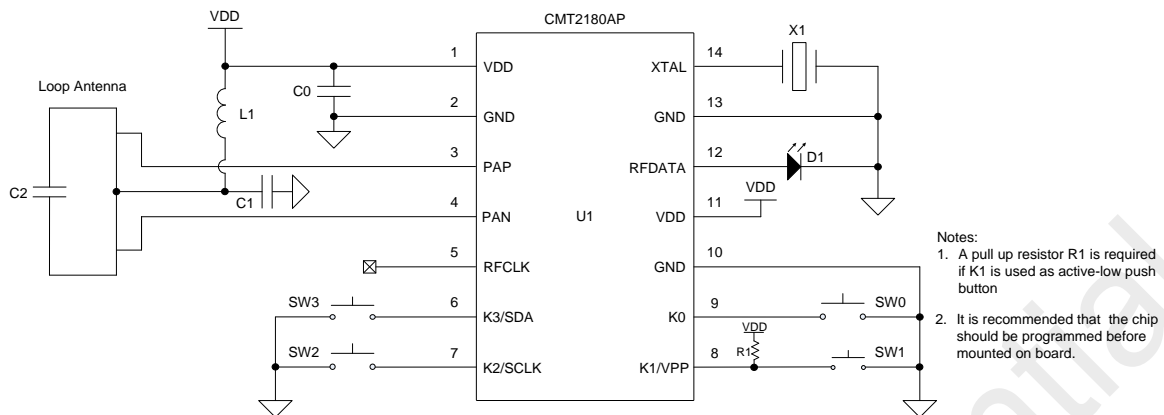 CMT2180AP
VDD
X1
1
14
VDD
XTAL
Loop Antenna
C0
L1
2
13
GND
GND
3
12
D1
PAP
RFDATA
VDD
C2
C1
4
11
PAN
U1
VDD
5
10
RFCLK
GND
SW3
6
9
SW0
K3/SDA
K0
VDD
SW2
7
8
R1
SW1
K2/SCLK
K1/VPP
Notes:
1. A pull up resistor R1 is required
if K1 is used as active-low push
button
2. It is recommended that the chip
should be programmed before
mounted on board.